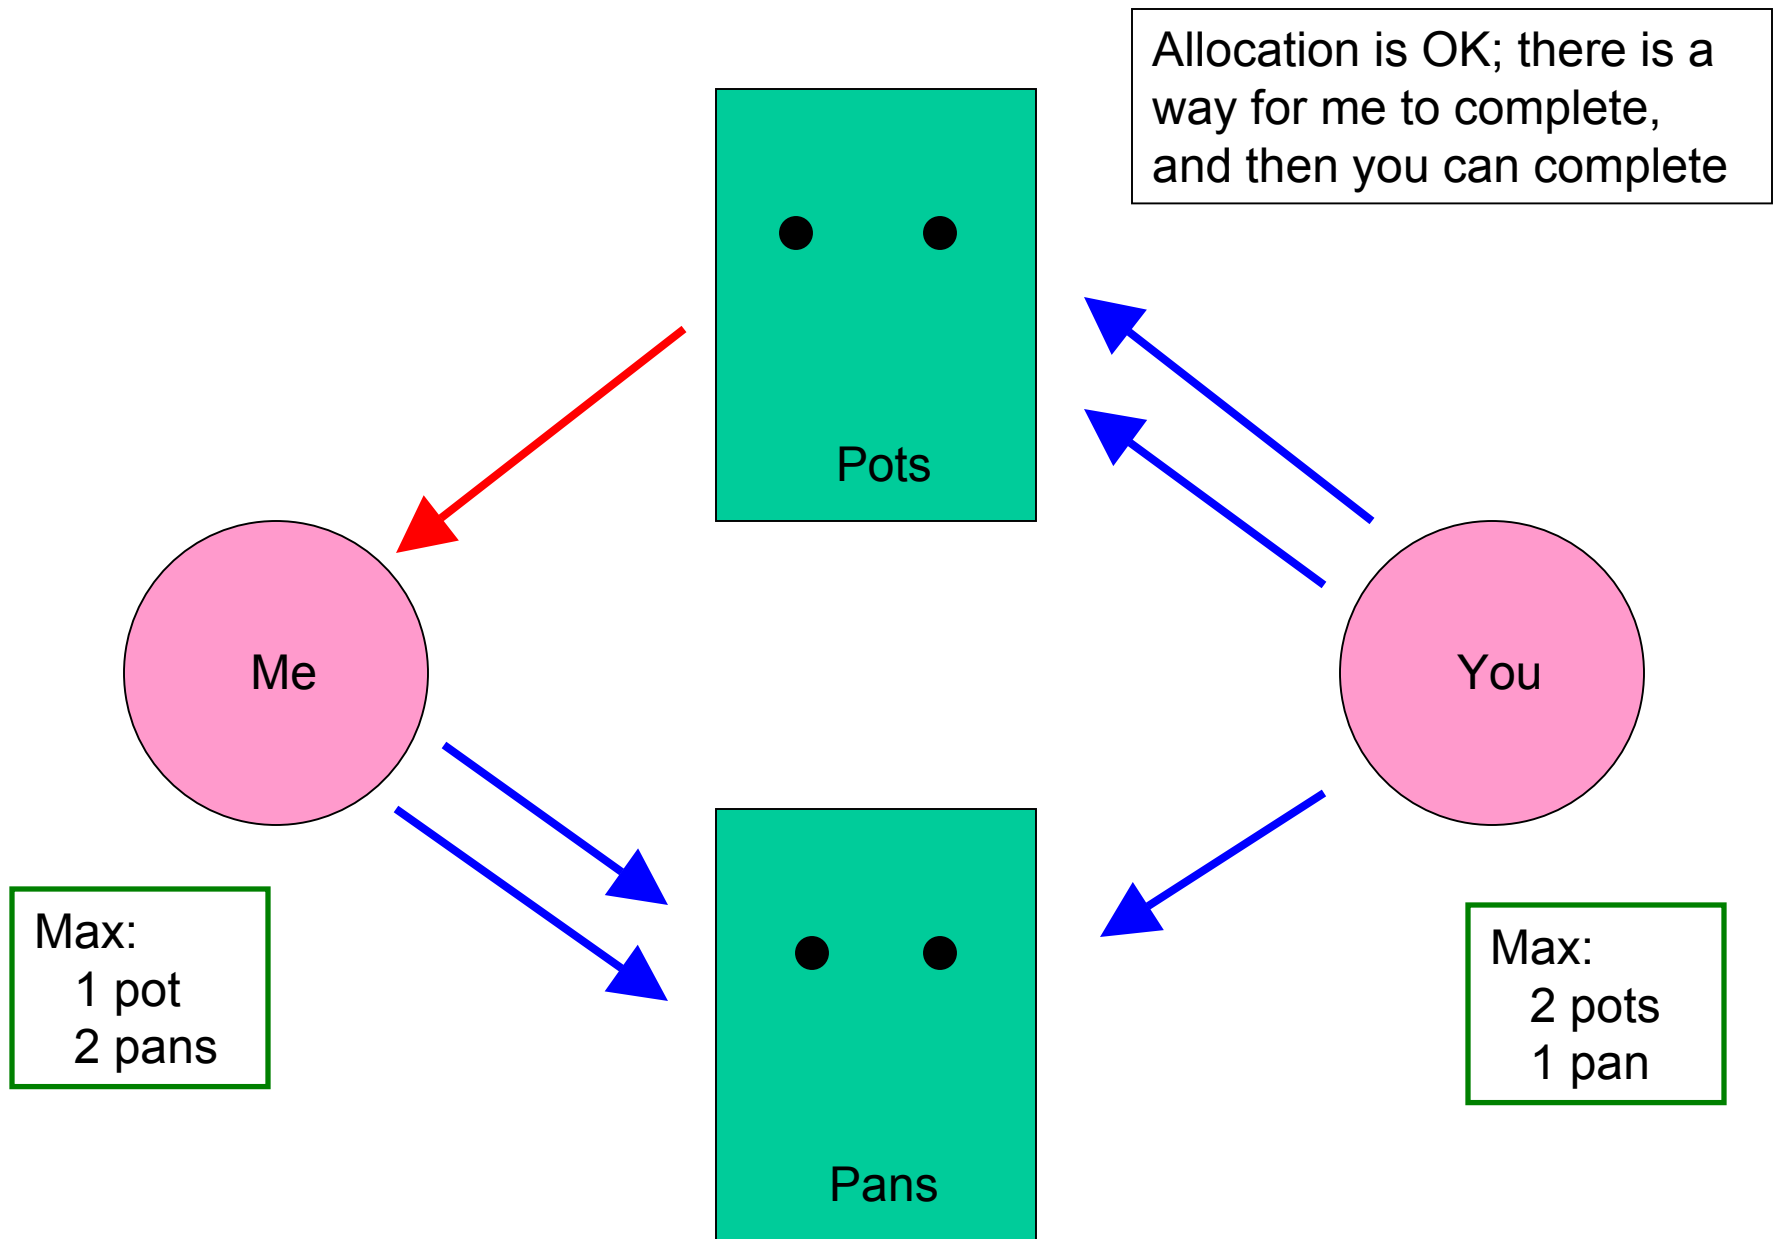 Allocation is OK; there is a
way for me to complete,
and then you can complete
Pots
Me
You
Max:
1 pot
2 pans
Max:
2 pots
1 pan
Pans